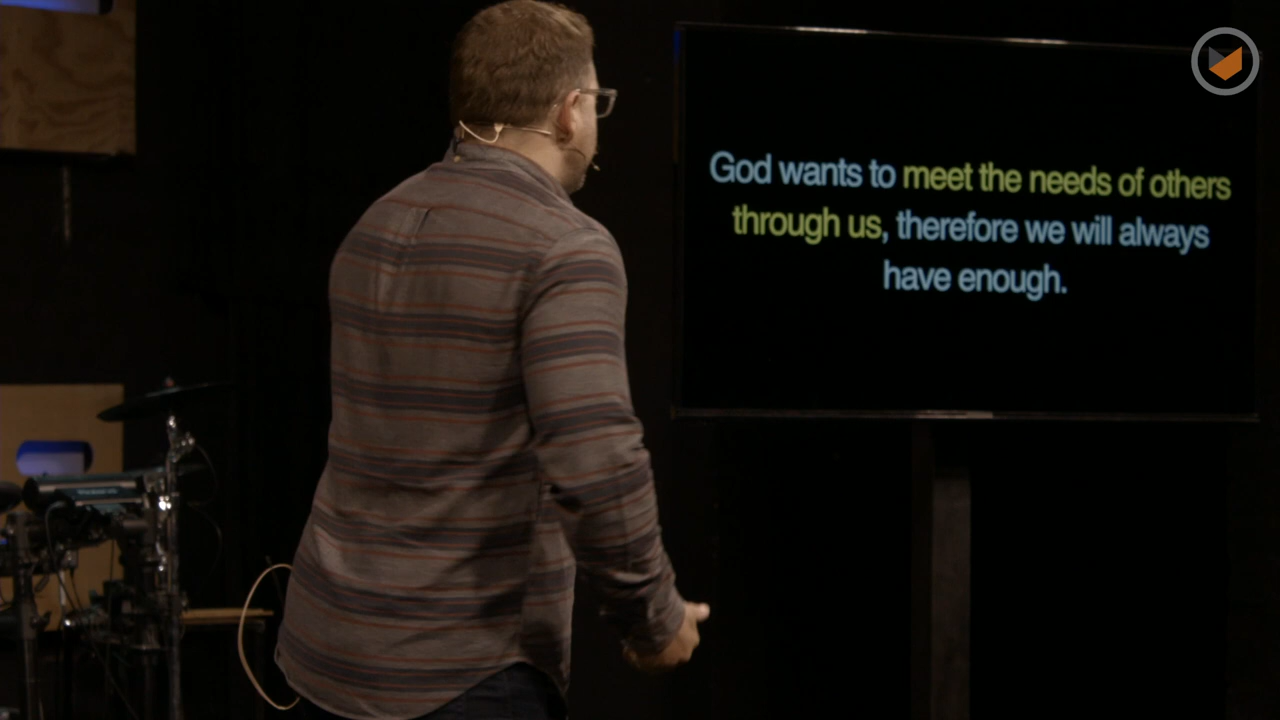 God wants to meet the needs of others
through us, therefore we will always
have enough.